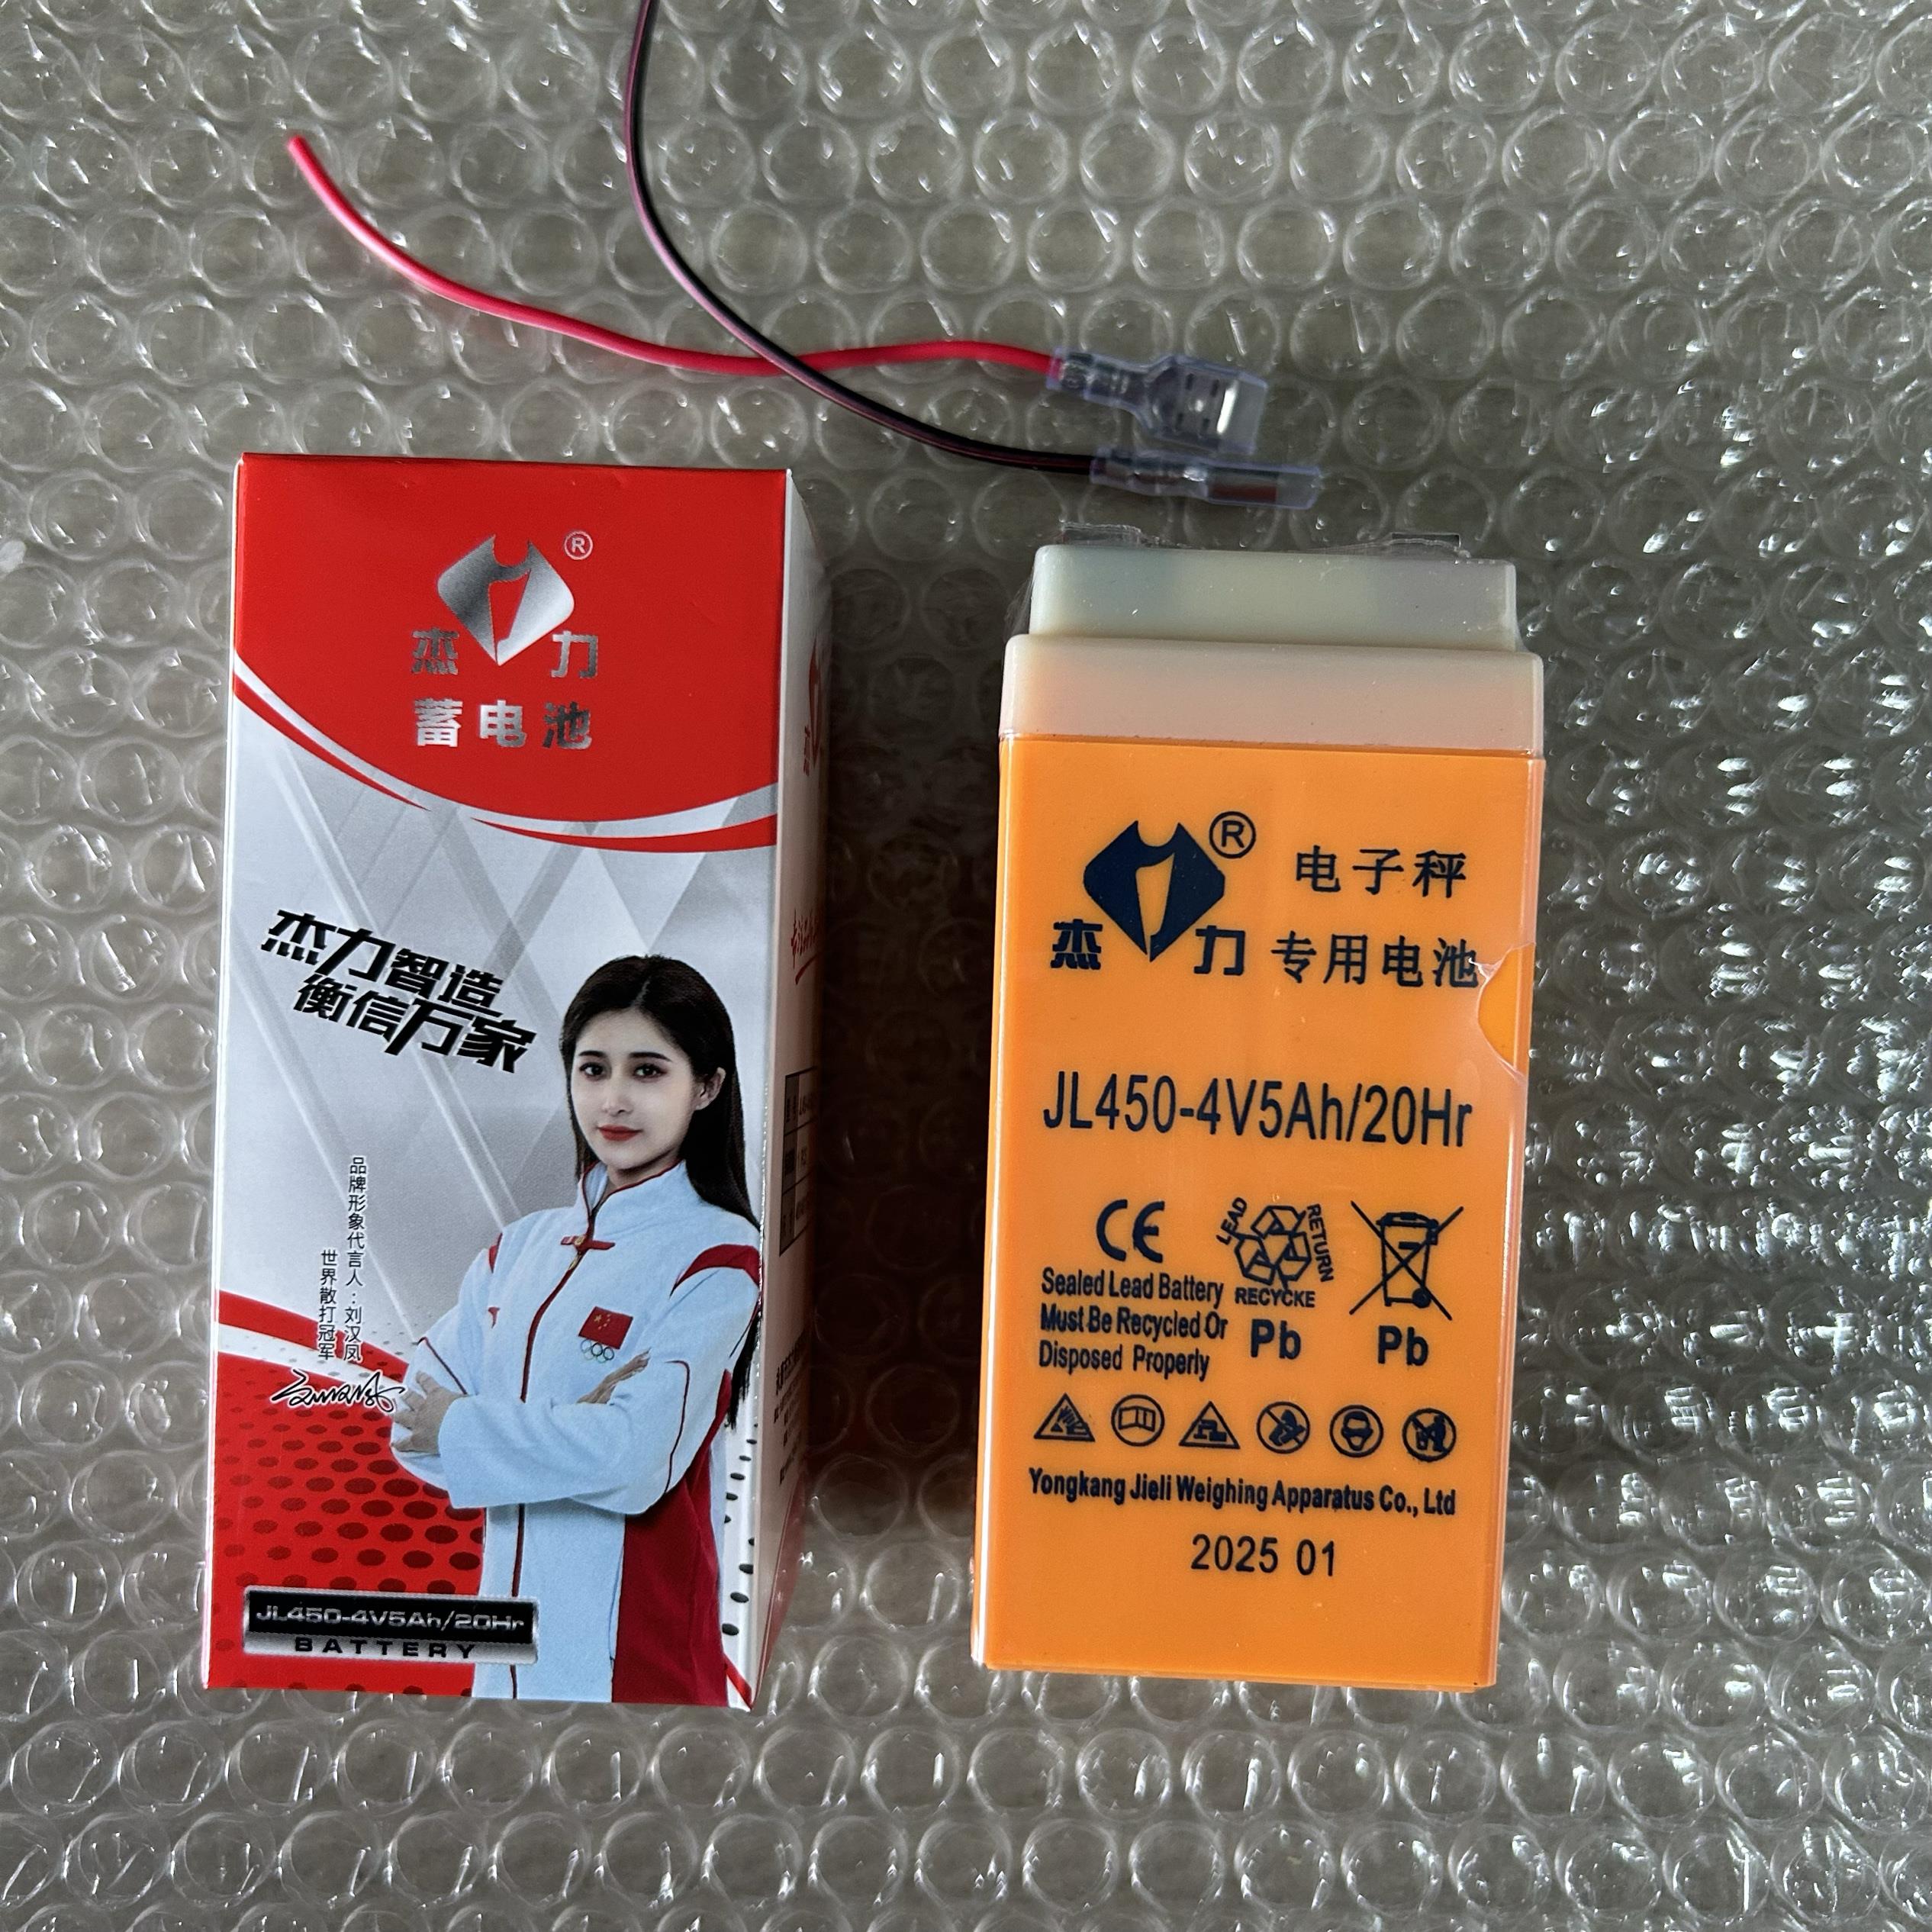 ®
杰力
蓄电池
杰力智造
衡信万家
品牌形象代言人：刘汉凤
世界散打冠军
JL450-4V5Ah/20Hr
BATTERY
®
杰力
电子秤
专用电池
JL450-4V5Ah/20Hr
CE
Sealed Lead Battery
Must Be Recycled Or
Disposed Properly
LEAD
RETURN
RECYCKE
Pb
Pb
Yongkang Jieli Weighing Apparatus Co., Ltd
2025 01